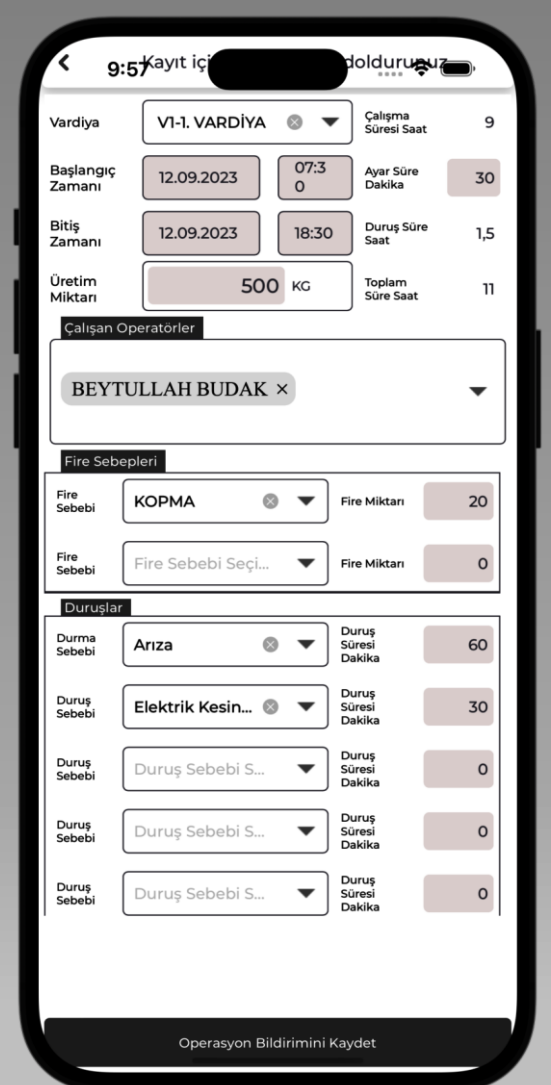 9:57
Kayıt içi doldurunuz
Vardiya V1-1. VARDİYA Çalışma Süresi Saat 9
Başlangıç Zamanı 12.09.2023 07:30 Ayar Süre Dakika 30
Bitiş Zamanı 12.09.2023 18:30 Duruş Süre Saat 1,5
Üretim Miktarı 500 KG Toplam Süre Saat 11
Çalışan Operatörler
BEYTULLAH BUDAK ×
Fire Sebepleri
Fire Sebebi KOPMA Fire Miktarı 20
Fire Sebebi Fire Sebebi Seçi... Fire Miktarı 0
Duruşlar
Durma Sebebi Arıza Duruş Süresi Dakika 60
Duruş Sebebi Elektrik Kesin... Duruş Süresi Dakika 30
Duruş Sebebi Duruş Sebebi S... Duruş Süresi Dakika 0
Duruş Sebebi Duruş Sebebi S... Duruş Süresi Dakika 0
Duruş Sebebi Duruş Sebebi S... Duruş Süresi Dakika 0
Operasyon Bildirimini Kaydet